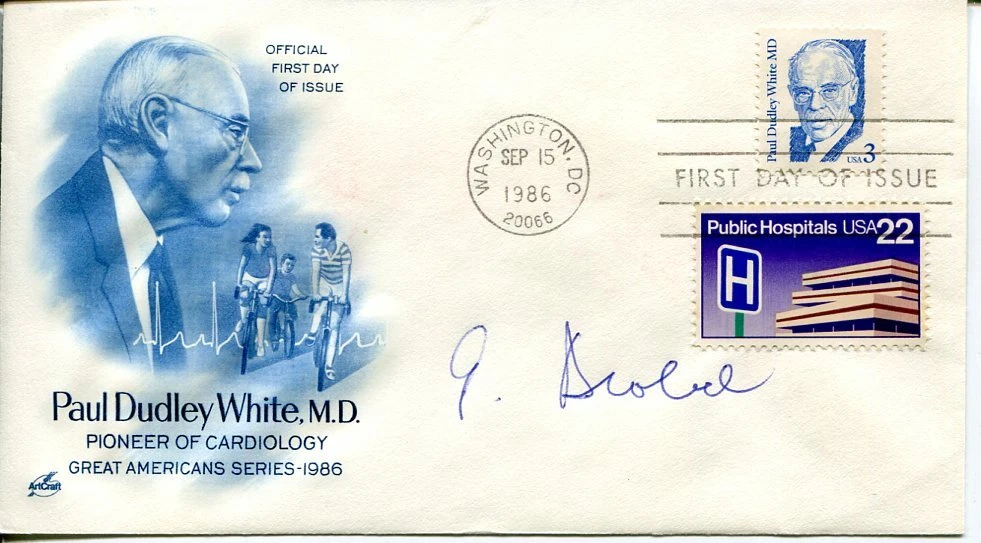 OFFICIAL
FIRST DAY
OF ISSUE
Paul Dudley White, M.D.
PIONEER OF CARDIOLOGY
GREAT AMERICANS SERIES-1986
ArtCraft
WASHINGTON, DC
SEP 15
1986
20066
Paul Dudley White MD
USA 3
FIRST DAY OF ISSUE
Public Hospitals USA 22
H
G.